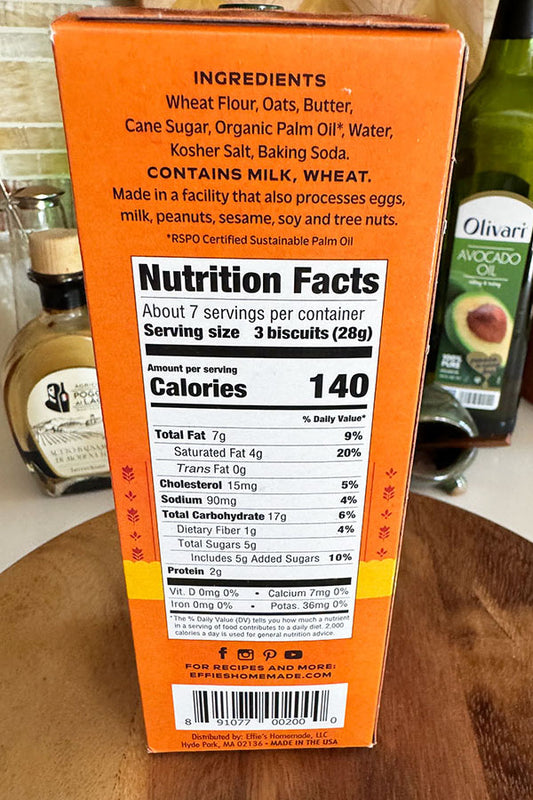 INGREDIENTS
Wheat Flour, Oats, Butter,
Cane Sugar, Organic Palm Oil*, Water,
Kosher Salt, Baking Soda.
CONTAINS MILK, WHEAT.
Made in a facility that also processes eggs,
milk, peanuts, sesame, soy and tree nuts.
*RSPO Certified Sustainable Palm Oil
Nutrition Facts
About 7 servings per container
Serving size 3 biscuits (28g)
Amount per serving
Calories 140
% Daily Value*
Total Fat 7g 9%
Saturated Fat 4g 20%
Trans Fat 0g
Cholesterol 15mg 5%
Sodium 90mg 4%
Total Carbohydrate 17g 6%
Dietary Fiber 1g 4%
Total Sugars 5g
Includes 5g Added Sugars 10%
Protein 2g
Vit. D 0mg 0% • Calcium 7mg 0%
Iron 0mg 0% • Potas. 36mg 0%
*The % Daily Value (DV) tells you how much a nutrient
in a serving of food contributes to a daily diet. 2,000
calories a day is used for general nutrition advice.
FOR RECIPES AND MORE:
EFFIESHOMEMADE.COM
8 91077 00200 0
Distributed by: Effie's Homemade, LLC
Hyde Park, MA 02136 • MADE IN THE USA
Olivari
AVOCADO
OIL
100%
PURE